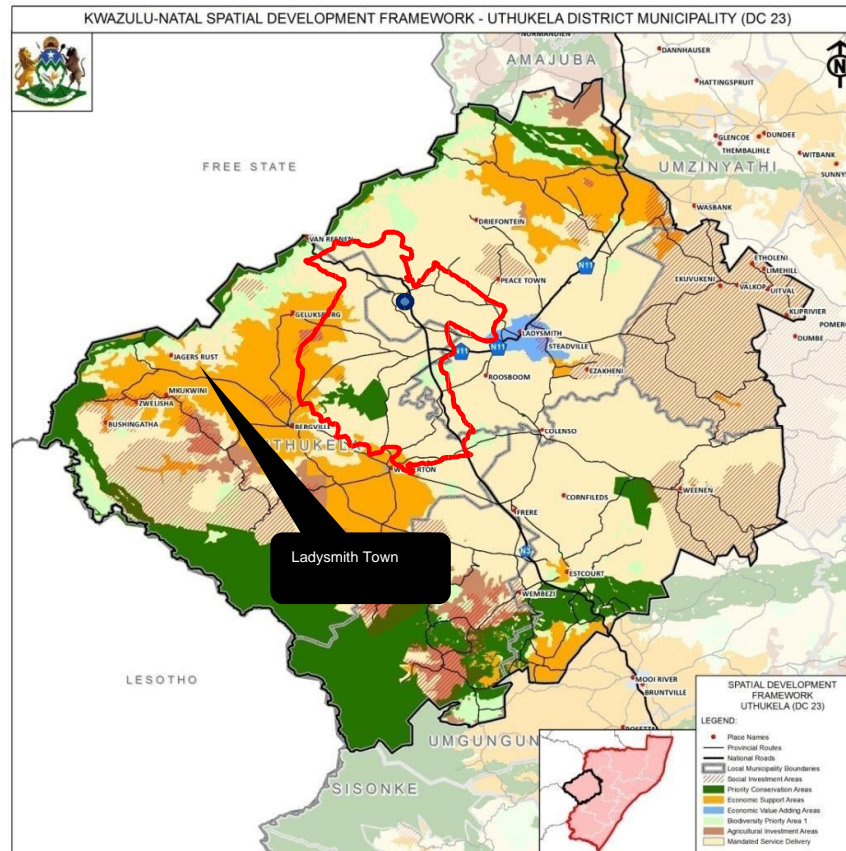 KWAZULU-NATAL SPATIAL DEVELOPMENT FRAMEWORK - UTHUKELA DISTRICT MUNICIPALITY (DC 23)
NORMANDIEN
DANNHAUSER
AMAJUBA
N
HATTINGSPRUIT
GLENCOE
DUNDEE
THEMBALIHLE
WITBANK
FREE STATE
UMZINYATHI
SUNNYS
WASBANK
DRIEFONTEIN
VAN REENEN
N11
ETHOLENI
LIMEHILL
PEACE TOWN
EKUVUKENI
VALKOP
UITVAL
GELUKSBURG
KLIPRIVIER
POMERO
LADYSMITH
DUMBE
N11
N11
STEADVILLE
JAGERS RUST
EZAKHENI
ROOSBOOM
MKUKWINI
ZWELISHA
BUSHINGATHA
BERGVILLE
COLENSO
UTHUKELA
WEENEN
CORNFILEDS
FRERE
Ladysmith Town
N3
ESTCOURT
WEMBEZI
LESOTHO
MOOI RIVER
BRUNTVILLE
SPATIAL DEVELOPMENT
FRAMEWORK
UTHUKELA (DC 23)
LEGEND:
UMGUNGUN
ROSETTA
Place Names
Provincial Routes
National Roads
Local Municipality Boundaries
Social Investment Areas
SISONKE
Priority Conservation Areas
Economic Support Areas
Economic Value Adding Areas
Biodiversity Priorty Area 1
Agricultural Investment Areas
Mandated Service Delivery